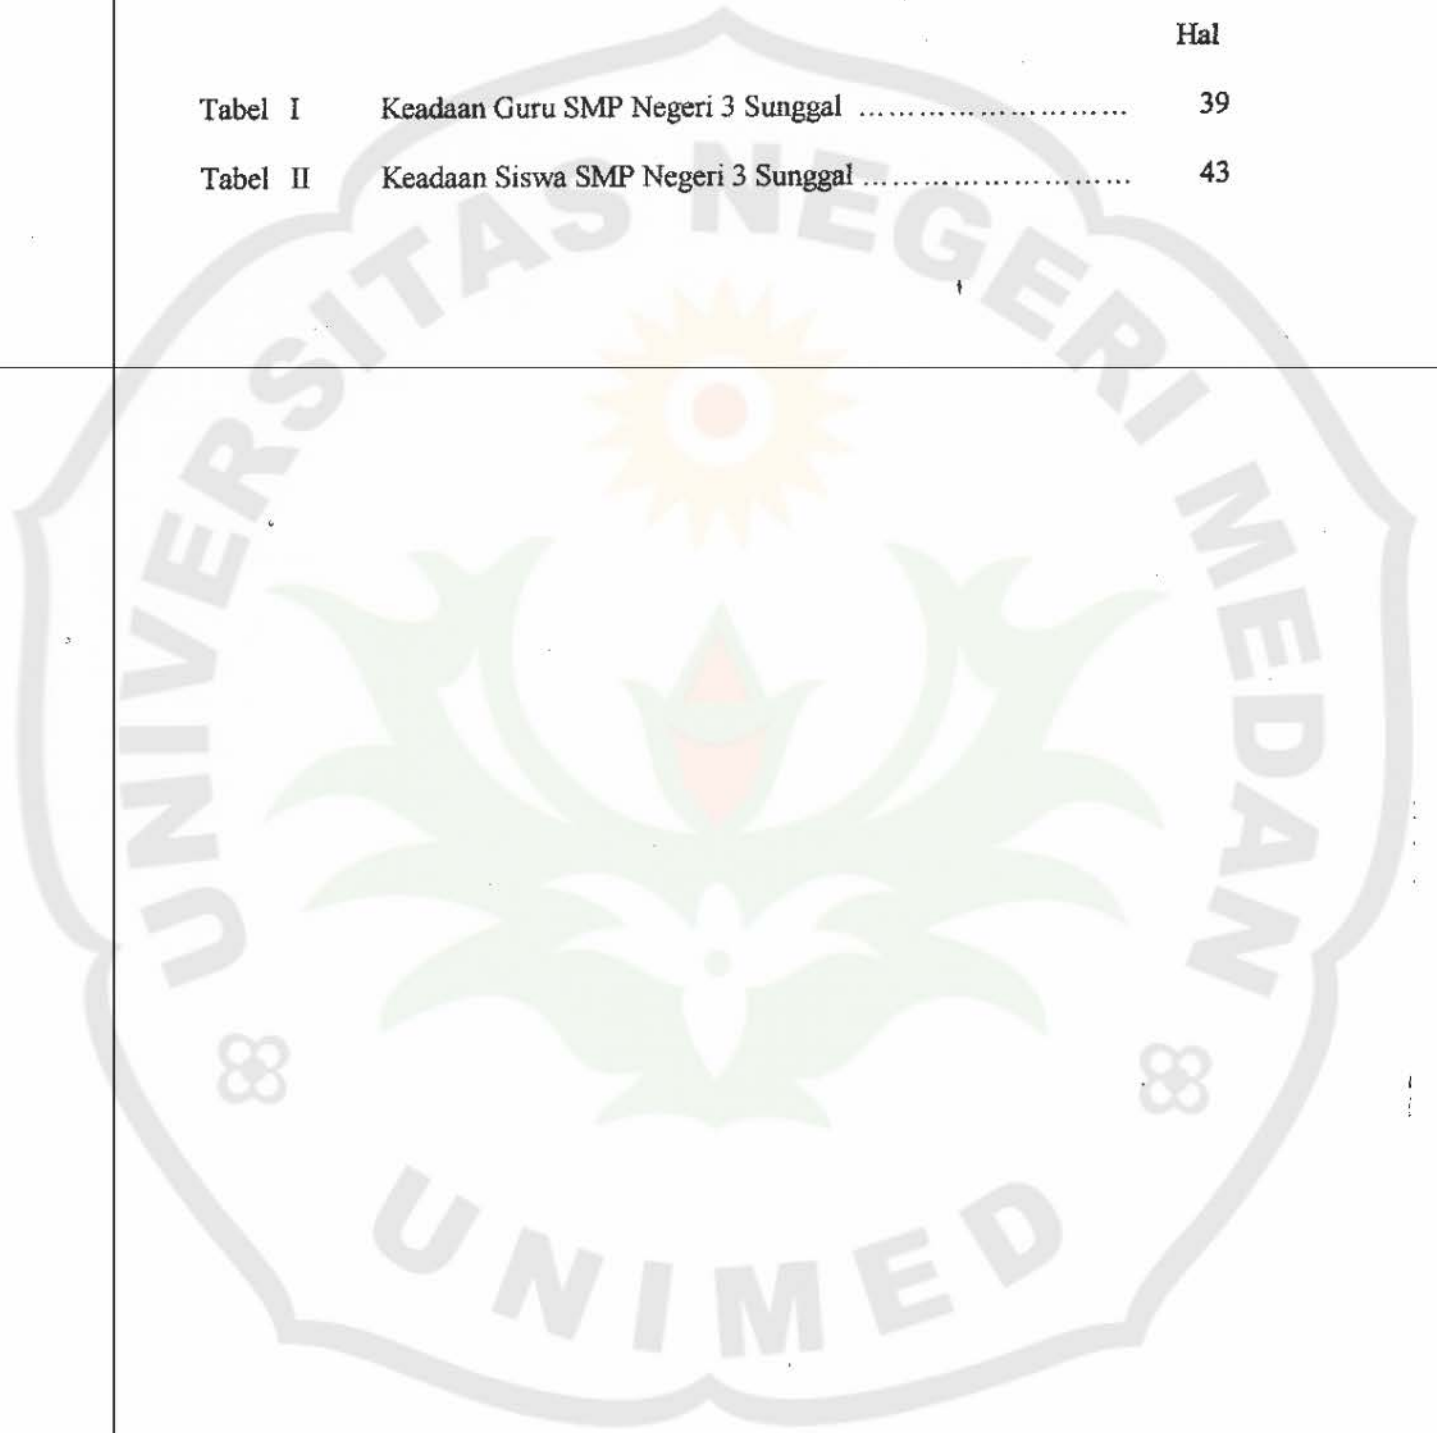 Hal
Tabel I Keadaan Guru SMP Negeri 3 Sunggal ........................... 39
Tabel II Keadaan Siswa SMP Negeri 3 Sunggal ........................... 43
UNIVERSITAS NEGERI MEDAN
UNIMED